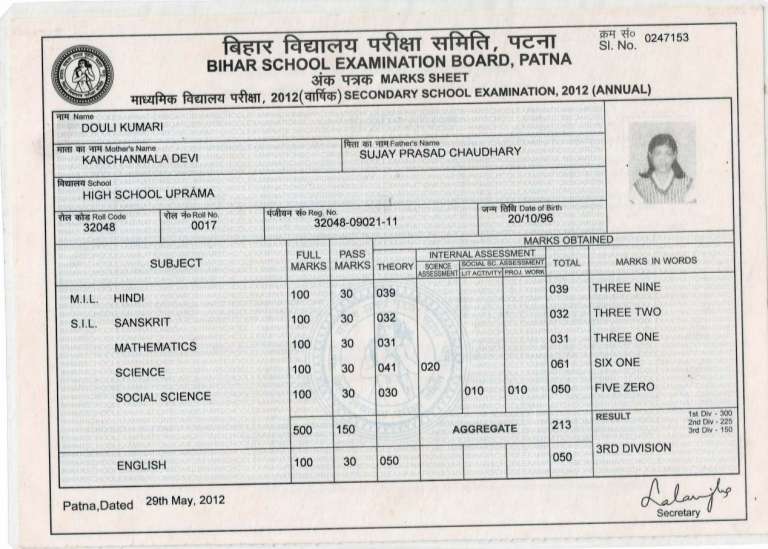 बिहार विद्यालय परीक्षा समिति, पटना
क्रम सं० Sl. No. 0247153
BIHAR SCHOOL EXAMINATION BOARD, PATNA
अंक पत्रक MARKS SHEET
माध्यमिक विद्यालय परीक्षा, 2012(वार्षिक) SECONDARY SCHOOL EXAMINATION, 2012 (ANNUAL)
नाम Name
DOULI KUMARI
माता का नाम Mother's Name पिता का नाम Father's Name
KANCHANMALA DEVI SUJAY PRASAD CHAUDHARY
विद्यालय School
HIGH SCHOOL UPRAMA
रोल कोड Roll Code रोल नं० Roll No. पंजीयन सं० Reg. No. जन्म तिथि Date of Birth
32048 0017 32048-09021-11 20/10/96
MARKS OBTAINED
SUBJECT FULL MARKS PASS MARKS THEORY INTERNAL ASSESSMENT TOTAL MARKS IN WORDS
SCIENCE ASSESSMENT SOCIAL SC. ASSESSMENT
LIT ACTIVITY PROJ. WORK
M.I.L. HINDI 100 30 039 039 THREE NINE
S.I.L. SANSKRIT 100 30 032 032 THREE TWO
MATHEMATICS 100 30 031 031 THREE ONE
SCIENCE 100 30 041 020 061 SIX ONE
SOCIAL SCIENCE 100 30 030 010 010 050 FIVE ZERO
500 150 AGGREGATE 213 RESULT
1st Div - 300
2nd Div - 225
3rd Div - 150
3RD DIVISION
ENGLISH 100 30 050 050
Patna,Dated 29th May, 2012
Secretary